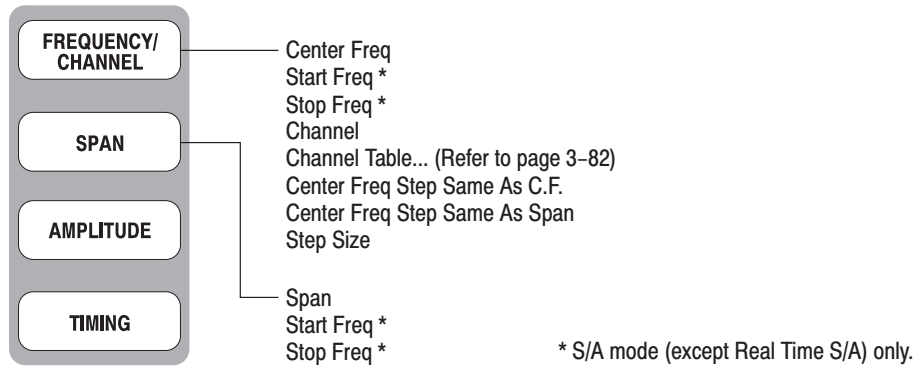 FREQUENCY/
CHANNEL
SPAN
AMPLITUDE
TIMING
Center Freq
Start Freq *
Stop Freq *
Channel
Channel Table... (Refer to page 3–82)
Center Freq Step Same As C.F.
Center Freq Step Same As Span
Step Size
Span
Start Freq *
Stop Freq *
* S/A mode (except Real Time S/A) only.